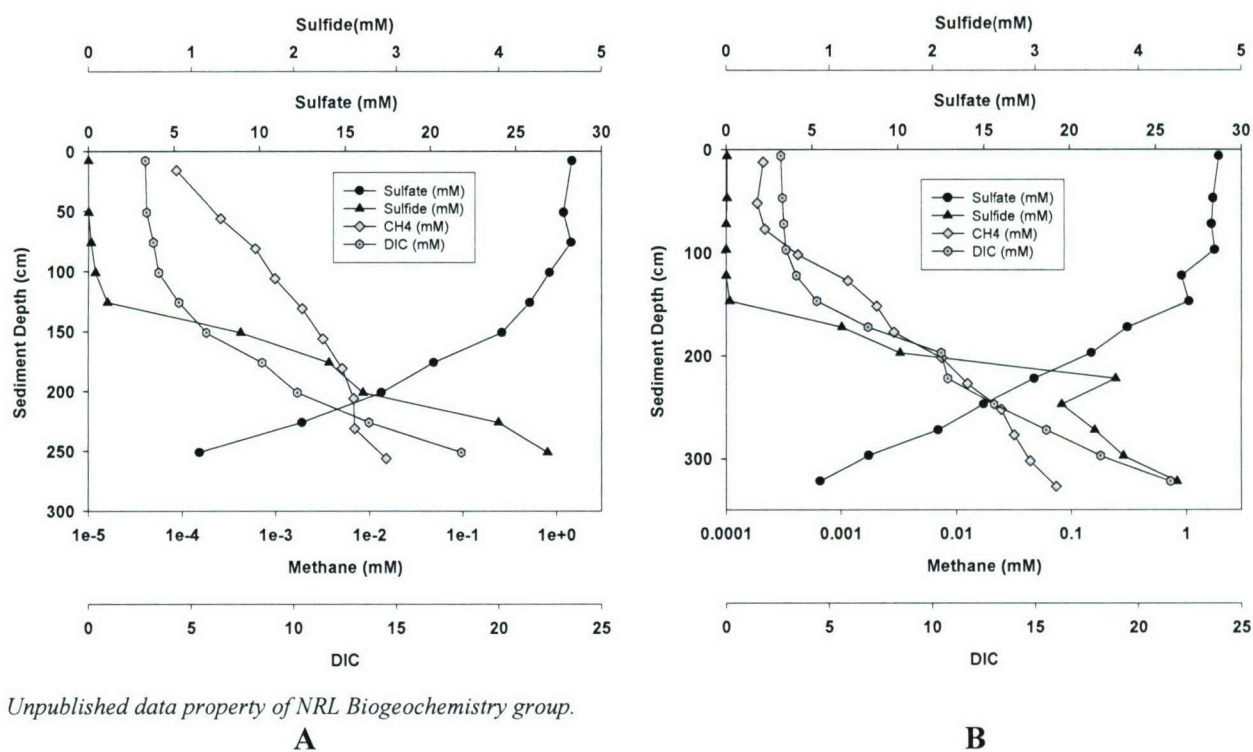 Sulfide(mM)
0 1 2 3 4 5
Sulfate (mM)
0 5 10 15 20 25 30
Sediment Depth (cm)
0
50
100
150
200
250
300
Sulfate (mM)
Sulfide (mM)
CH4 (mM)
DIC (mM)
1e-5 1e-4 1e-3 1e-2 1e-1 1e+0
Methane (mM)
0 5 10 15 20 25
DIC
Sulfide(mM)
0 1 2 3 4 5
Sulfate (mM)
0 5 10 15 20 25 30
Sediment Depth (cm)
0
100
200
300
Sulfate (mM)
Sulfide (mM)
CH4 (mM)
DIC (mM)
0.0001 0.001 0.01 0.1 1
Methane (mM)
0 5 10 15 20 25
DIC
Unpublished data property of NRL Biogeochemistry group.
A B